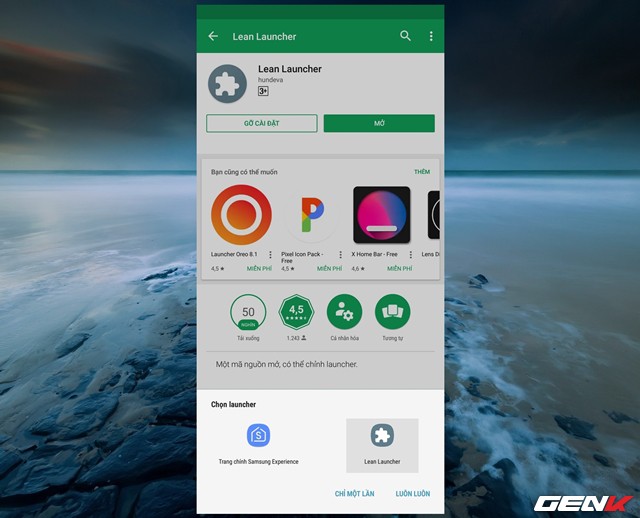 Lean Launcher
Lean Launcher
hundeva
3+
GỠ CÀI ĐẶT
MỞ
Bạn cũng có thể muốn
THÊM
Launcher Oreo 8.1
4,5 ★ MIỄN PHÍ
Pixel Icon Pack -
Free
4,5 ★ MIỄN PHÍ
X Home Bar - Free
4,6 ★ MIỄN PHÍ
Lens D
50
NGHÌN
Tải xuống
4,5
1.243
Cá nhân hóa
Tương tự
Một mã nguồn mở, có thể chỉnh launcher.
Chọn launcher
Trang chính Samsung Experience
Lean Launcher
CHỈ MỘT LẦN
LUÔN LUÔN
GENK